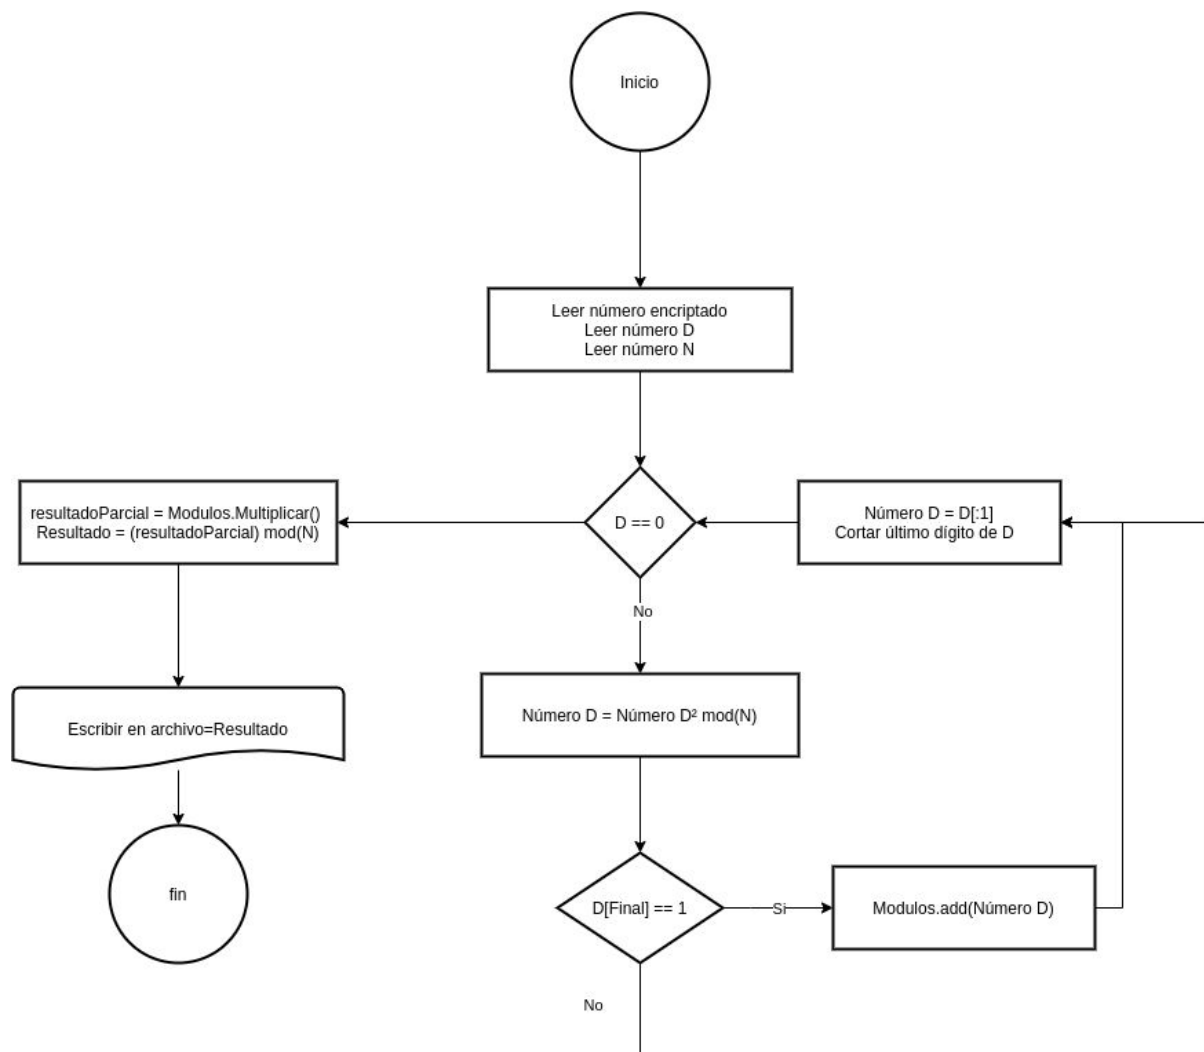 Inicio
Leer número encriptado
Leer número D
Leer número N
resultadoParcial = Modulos.Multiplicar()
Resultado = (resultadoParcial) mod(N)
D == 0
Número D = D[:1]
Cortar último dígito de D
No
Número D = Número D² mod(N)
Escribir en archivo=Resultado
fin
D[Final] == 1
Si
Modulos.add(Número D)
No